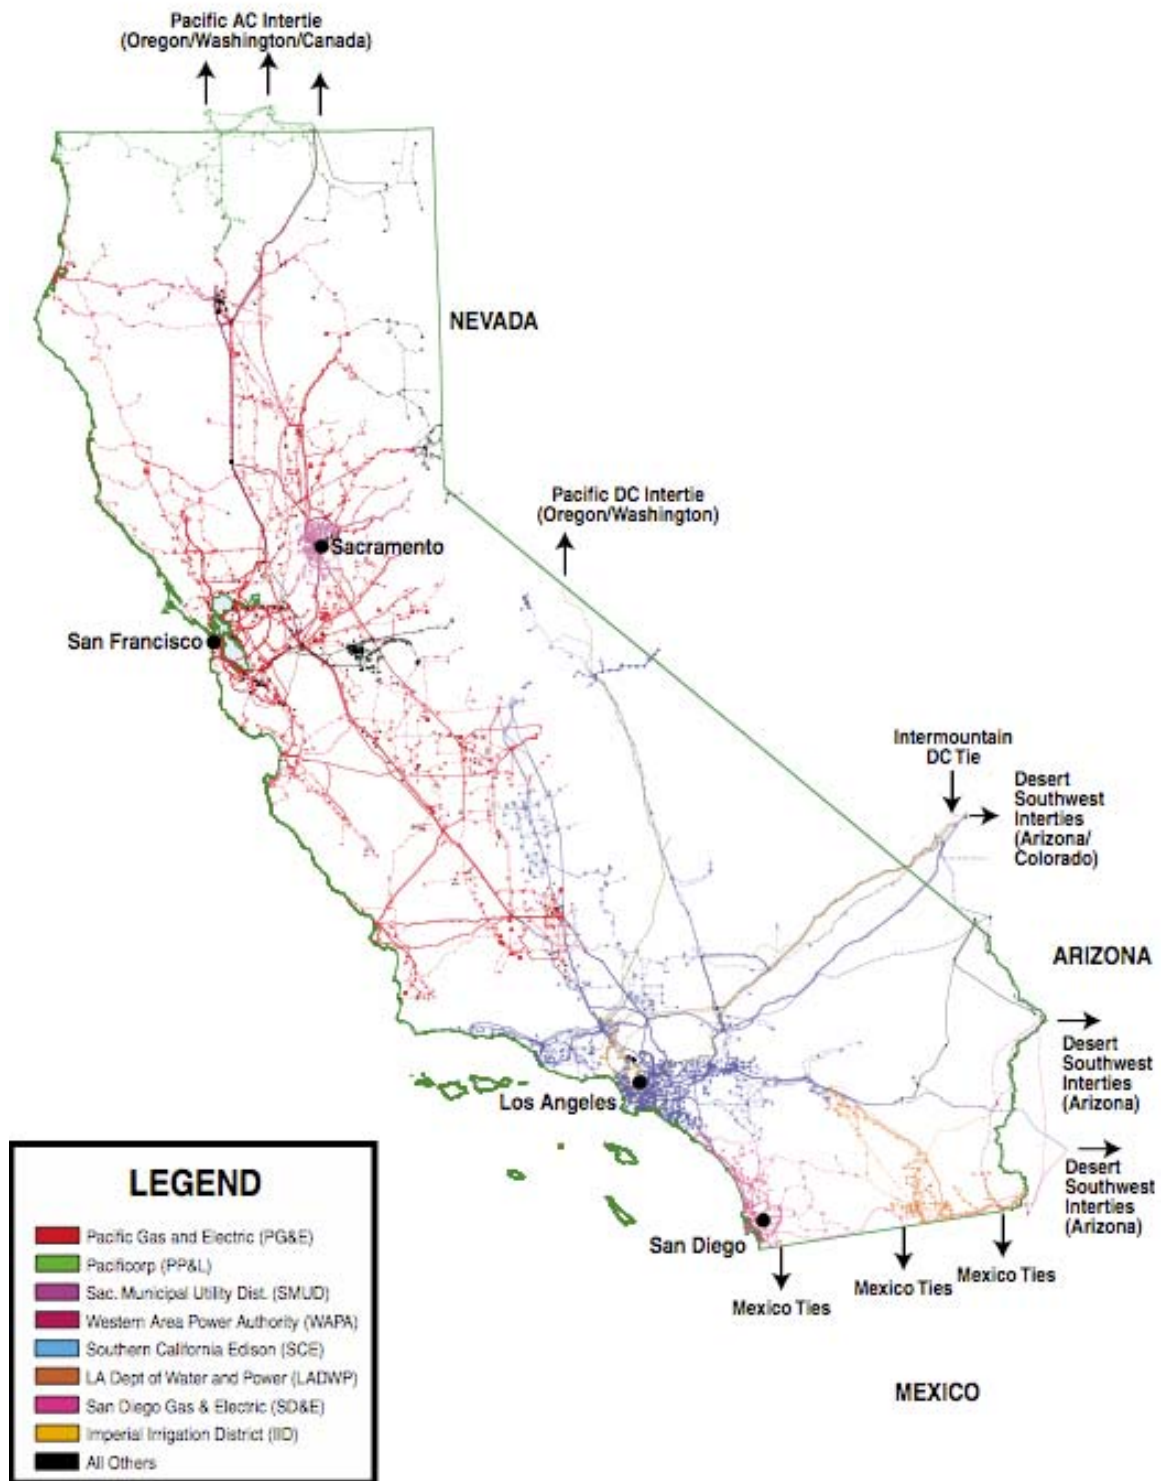 Pacific AC Intertie
(Oregon/Washington/Canada)
NEVADA
Pacific DC Intertie
(Oregon/Washington)
Sacramento
San Francisco
Intermountain
DC Tie
Desert
Southwest
Interties
(Arizona/
Colorado)
ARIZONA
Desert
Southwest
Interties
(Arizona)
Los Angeles
Desert
Southwest
Interties
(Arizona)
San Diego
Mexico Ties
Mexico Ties
Mexico Ties
MEXICO
LEGEND
Pacific Gas and Electric (PG&E)
Pacificorp (PP&L)
Sac. Municipal Utility Dist. (SMUD)
Western Area Power Authority (WAPA)
Southern California Edison (SCE)
LA Dept of Water and Power (LADWP)
San Diego Gas & Electric (SD&E)
Imperial Irrigation District (IID)
All Others